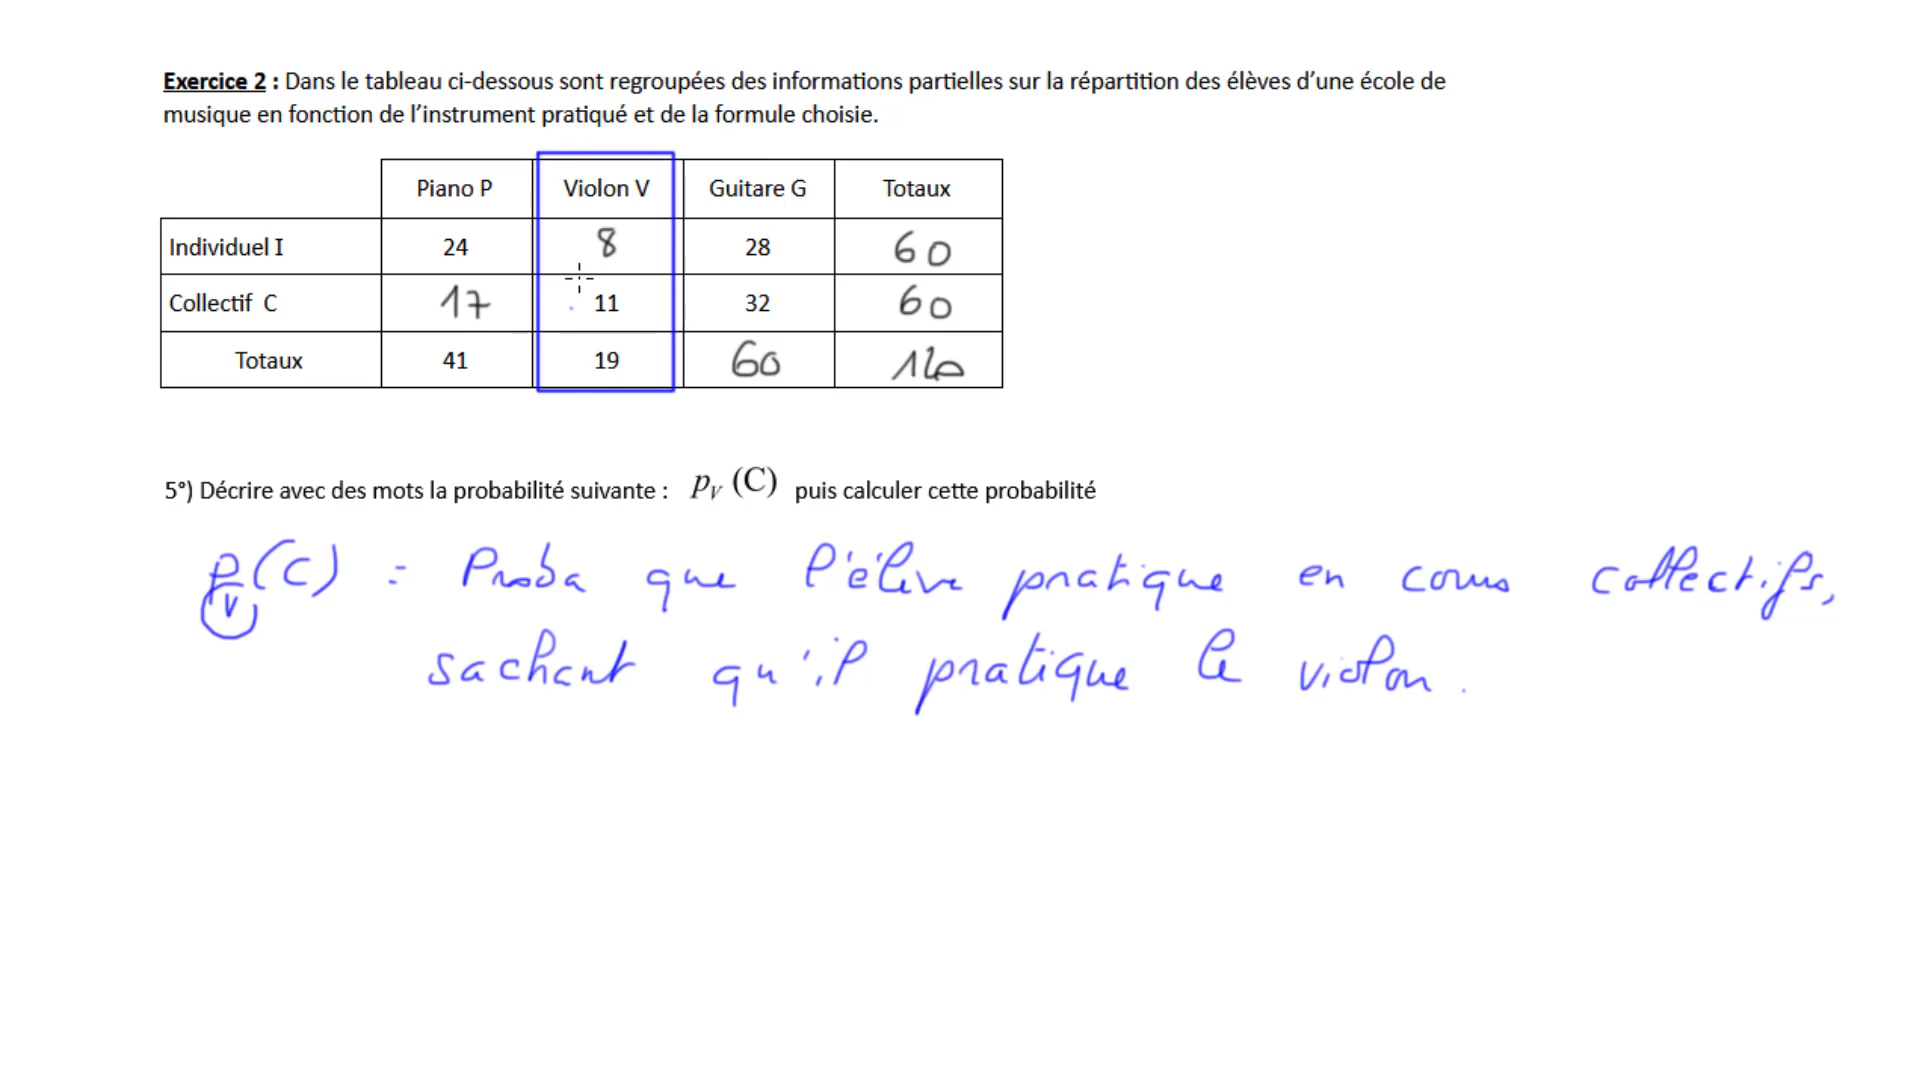 Exercice 2 : Dans le tableau ci-dessous sont regroupées des informations partielles sur la répartition des élèves d’une école de
musique en fonction de l’instrument pratiqué et de la formule choisie.
Piano P Violon V Guitare G Totaux
Individuel I 24 8 28 60
Collectif C 17 11 32 60
Totaux 41 19 60 120
5°) Décrire avec des mots la probabilité suivante : pV (C) puis calculer cette probabilité
pV(C) = Proba que l'élève pratique en cours collectifs,
sachant qu'il pratique le violon.